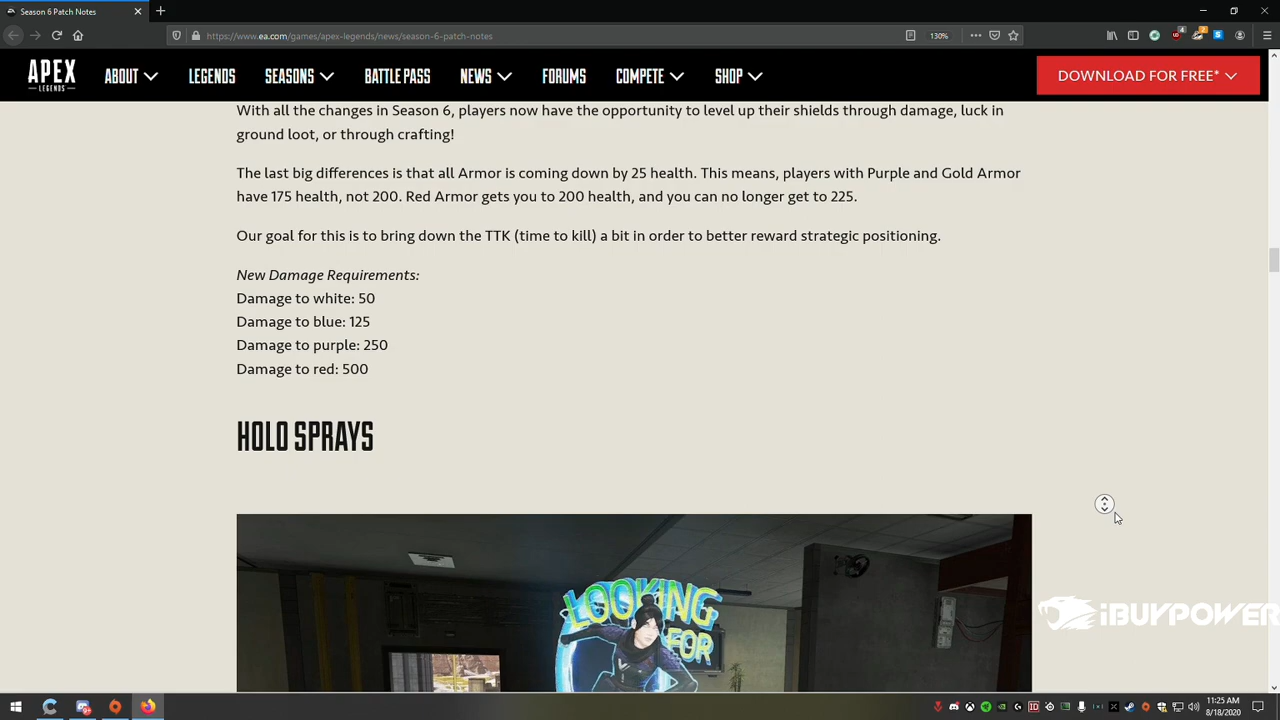 Season 6 Patch Notes
https://www.ea.com/games/apex-legends/news/season-6-patch-notes
130%
APEX
LEGENDS
ABOUT
LEGENDS
SEASONS
BATTLE PASS
NEWS
FORUMS
COMPETE
SHOP
DOWNLOAD FOR FREE*
With all the changes in Season 6, players now have the opportunity to level up their shields through damage, luck in
ground loot, or through crafting!
The last big differences is that all Armor is coming down by 25 health. This means, players with Purple and Gold Armor
have 175 health, not 200. Red Armor gets you to 200 health, and you can no longer get to 225.
Our goal for this is to bring down the TTK (time to kill) a bit in order to better reward strategic positioning.
New Damage Requirements:
Damage to white: 50
Damage to blue: 125
Damage to purple: 250
Damage to red: 500
HOLO SPRAYS
LOOKING
FOR
iBUYPOWER
11:25 AM
8/18/2020